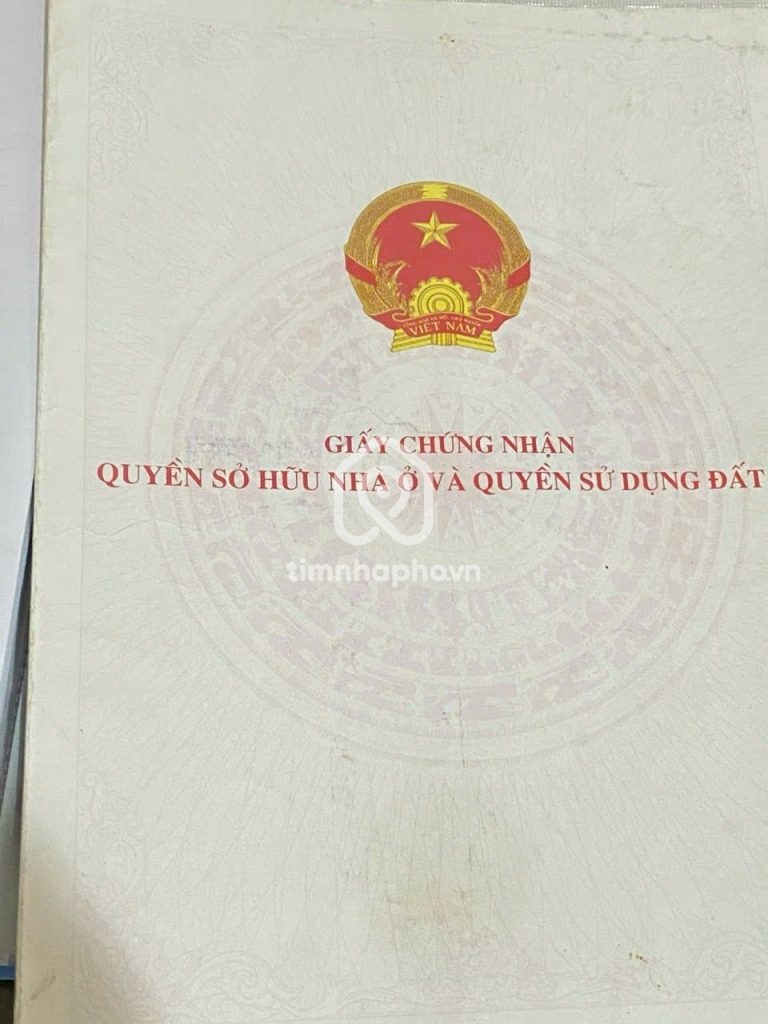 VIỆT NAM
GIẤY CHỨNG NHẬN
QUYỀN SỞ HỮU NHÀ Ở VÀ QUYỀN SỬ DỤNG ĐẤT
timnhapho.vn